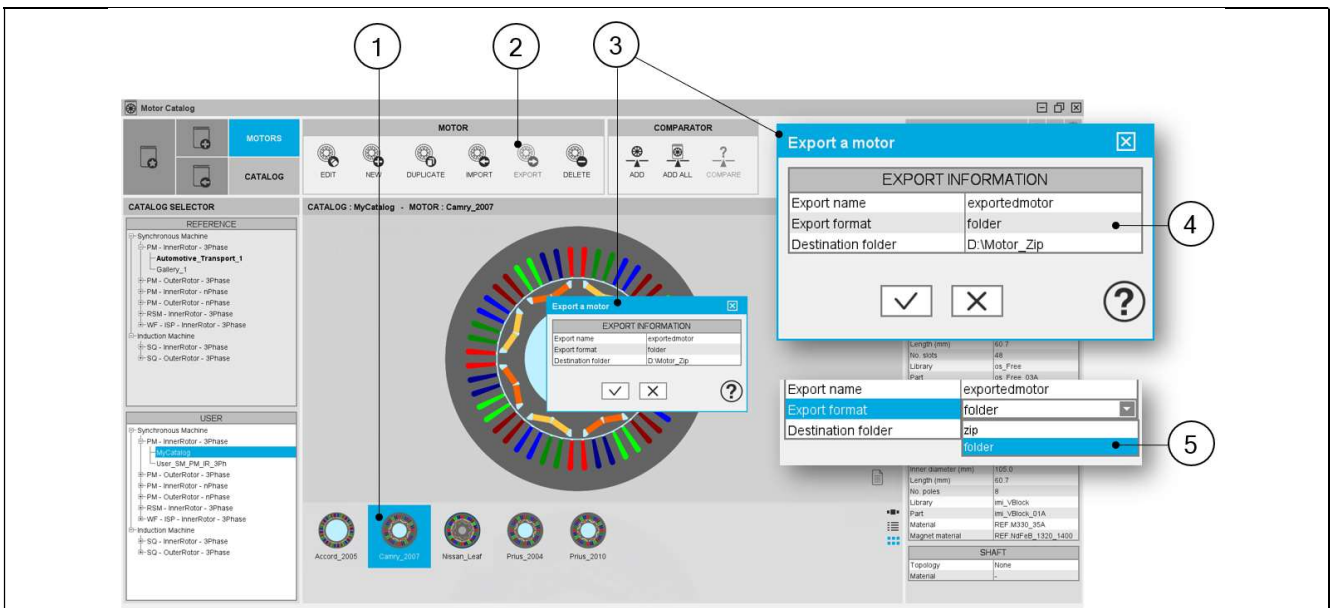 1
2
3
Motor Catalog
MOTORS
CATALOG
MOTOR
EDIT
NEW
DUPLICATE
IMPORT
EXPORT
DELETE
COMPARATOR
ADD
ADD ALL
COMPARE
Export a motor
EXPORT INFORMATION
Export name exportedmotor
Export format folder
Destination folder D:\Motor_Zip
4
CATALOG SELECTOR
REFERENCE
Synchronous Machine
PM - InnerRotor - 3Phase
Automotive_Transport_1
Gallery_1
PM - OuterRotor - 3Phase
PM - InnerRotor - nPhase
PM - OuterRotor - nPhase
RSM - InnerRotor - 3Phase
WF - ISP - InnerRotor - 3Phase
Induction Machine
SQ - InnerRotor - 3Phase
SQ - OuterRotor - 3Phase
CATALOG : MyCatalog - MOTOR : Camry_2007
Export a motor
EXPORT INFORMATION
Export name exportedmotor
Export format folder
Destination folder D:\Motor_Zip
?
?
Length (mm) 60.7
No. slots 48
Library os_Free
Part os_Free_03A
Export name exportedmotor
Export format folder
Destination folder zip
folder
5
Inner diameter (mm) 105.0
Length (mm) 60.7
No. poles 8
Library imi_VBlock
Part imi_VBlock_01A
Material REF M330_35A
Magnet material REF NdFeB_1320_1400
SHAFT
Topology None
Material -
USER
Synchronous Machine
PM - InnerRotor - 3Phase
MyCatalog
User_SM_PM_IR_3Ph
PM - OuterRotor - 3Phase
PM - InnerRotor - nPhase
PM - OuterRotor - nPhase
RSM - InnerRotor - 3Phase
WF - ISP - InnerRotor - 3Phase
Induction Machine
SQ - InnerRotor - 3Phase
SQ - OuterRotor - 3Phase
Accord_2005
Camry_2007
Nissan_Leaf
Prius_2004
Prius_2010